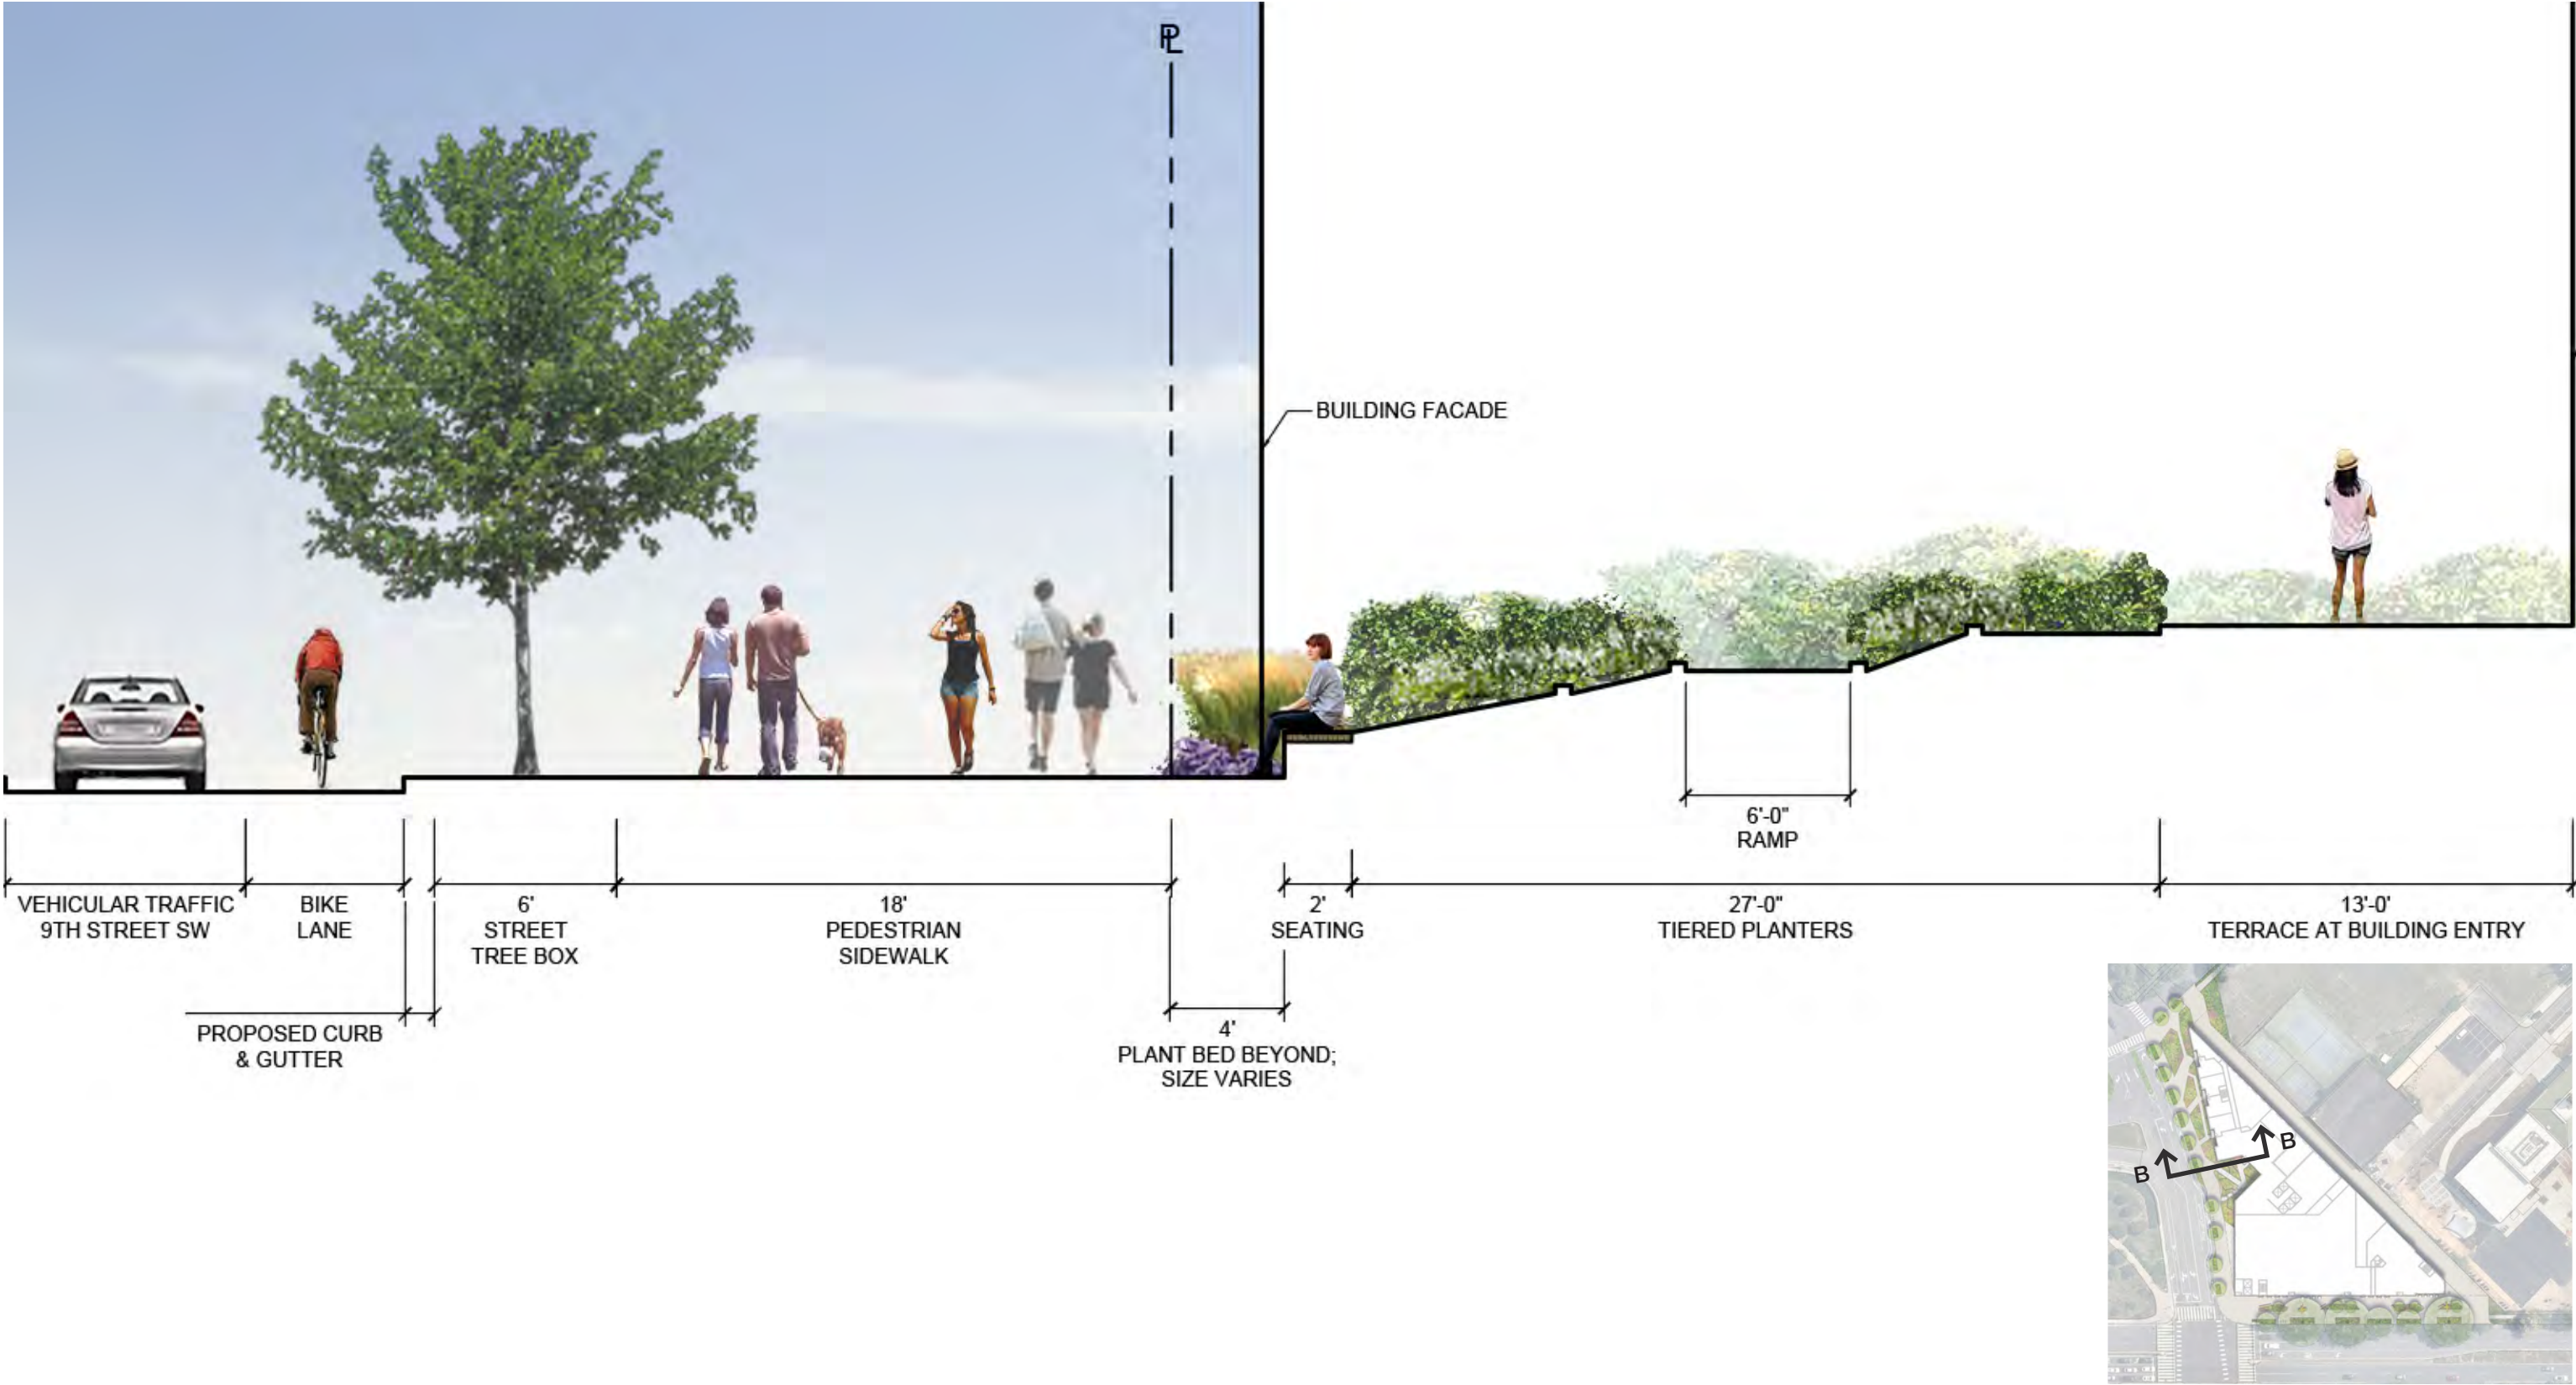 PL
BUILDING FACADE
6'-0"
RAMP
VEHICULAR TRAFFIC
9TH STREET SW
BIKE
LANE
6'
STREET
TREE BOX
18'
PEDESTRIAN
SIDEWALK
2'
SEATING
27'-0"
TIERED PLANTERS
13'-0'
TERRACE AT BUILDING ENTRY
PROPOSED CURB
& GUTTER
4'
PLANT BED BEYOND;
SIZE VARIES
B
B